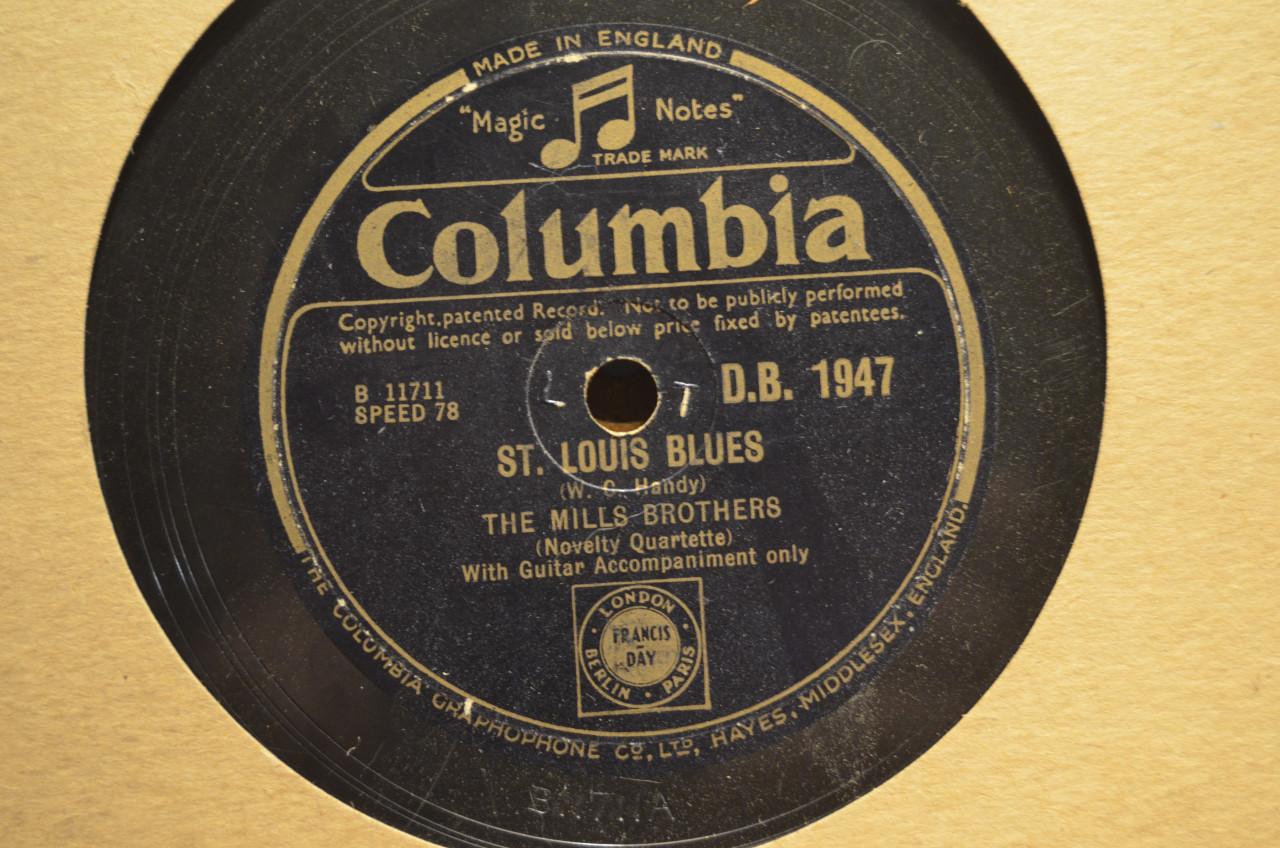 MADE IN ENGLAND
"Magic Notes"
TRADE MARK
Columbia
Copyright, patented Record. Not to be publicly performed
without licence or sold below price fixed by patentees.
B 11711
SPEED 78
D.B. 1947
L T
ST. LOUIS BLUES
(W. C. Handy)
THE MILLS BROTHERS
(Novelty Quartette)
With Guitar Accompaniment only
LONDON
FRANCIS
- DAY
BERLIN · PARIS
THE COLUMBIA GRAPHOPHONE CO, LTD, HAYES, MIDDLESEX, ENGLAND.